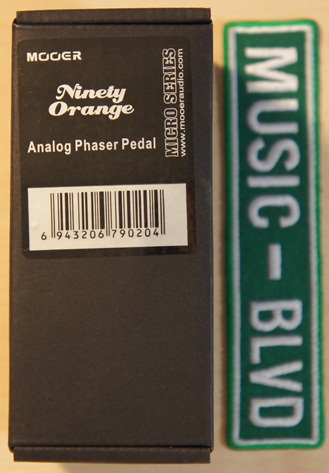 MOOER
Ninety
Orange
Analog Phaser Pedal
MICRO SERIES
www.mooeraudio.com
6 943206 790204
MUSIC - BLVD